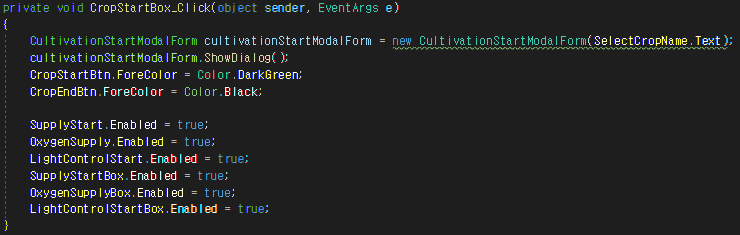 private void CropStartBox_Click(object sender, EventArgs e)
{
CultivationStartModalForm cultivationStartModalForm = new CultivationStartModalForm(SelectCropName.Text);
cultivationStartModalForm.ShowDialog();
CropStartBtn.ForeColor = Color.DarkGreen;
CropEndBtn.ForeColor = Color.Black;
SupplyStart.Enabled = true;
OxygenSupply.Enabled = true;
LightControlStart.Enabled = true;
SupplyStartBox.Enabled = true;
OxygenSupplyBox.Enabled = true;
LightControlStartBox.Enabled = true;
}